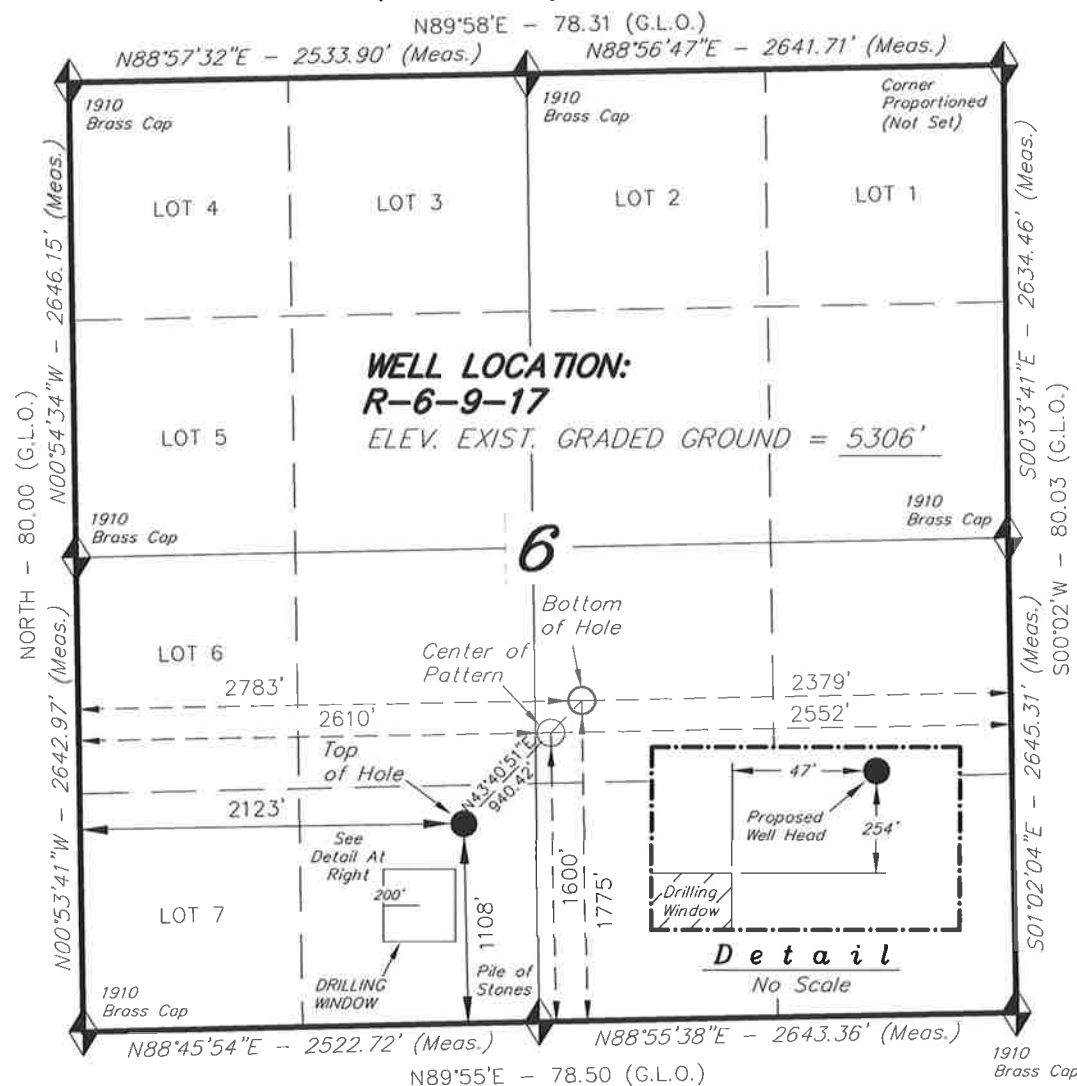 N89°58'E - 78.31 (G.L.O.)
N88°57'32"E - 2533.90' (Meas.)
N88°56'47"E - 2641.71' (Meas.)
1910
Brass Cap
1910
Brass Cap
Corner
Proportioned
(Not Set)
LOT 4
LOT 3
LOT 2
LOT 1
N00°54'34"W - 2646.15' (Meas.)
S00°33'41"E - 2634.46' (Meas.)
NORTH - 80.00 (G.L.O.)
S00°02'W - 80.03 (G.L.O.)
WELL LOCATION:
R-6-9-17
ELEV. EXIST. GRADED GROUND = 5306'
LOT 5
1910
Brass Cap
1910
Brass Cap
6
Bottom
of Hole
Center of
Pattern
LOT 6
2783'
2379'
2610'
2552'
Top
of Hole
N43°40'51"E
940.42'
2123'
See
Detail At
Right
200'
LOT 7
DRILLING
WINDOW
1108'
1600'
1775'
Pile of
Stones
47'
Proposed
Well Head
254'
Drilling
Window
Detail
No Scale
N00°53'41"W - 2642.97' (Meas.)
S01°02'04"E - 2645.31' (Meas.)
1910
Brass Cap
N88°45'54"E - 2522.72' (Meas.)
N88°55'38"E - 2643.36' (Meas.)
N89°55'E - 78.50 (G.L.O.)
1910
Brass Cap